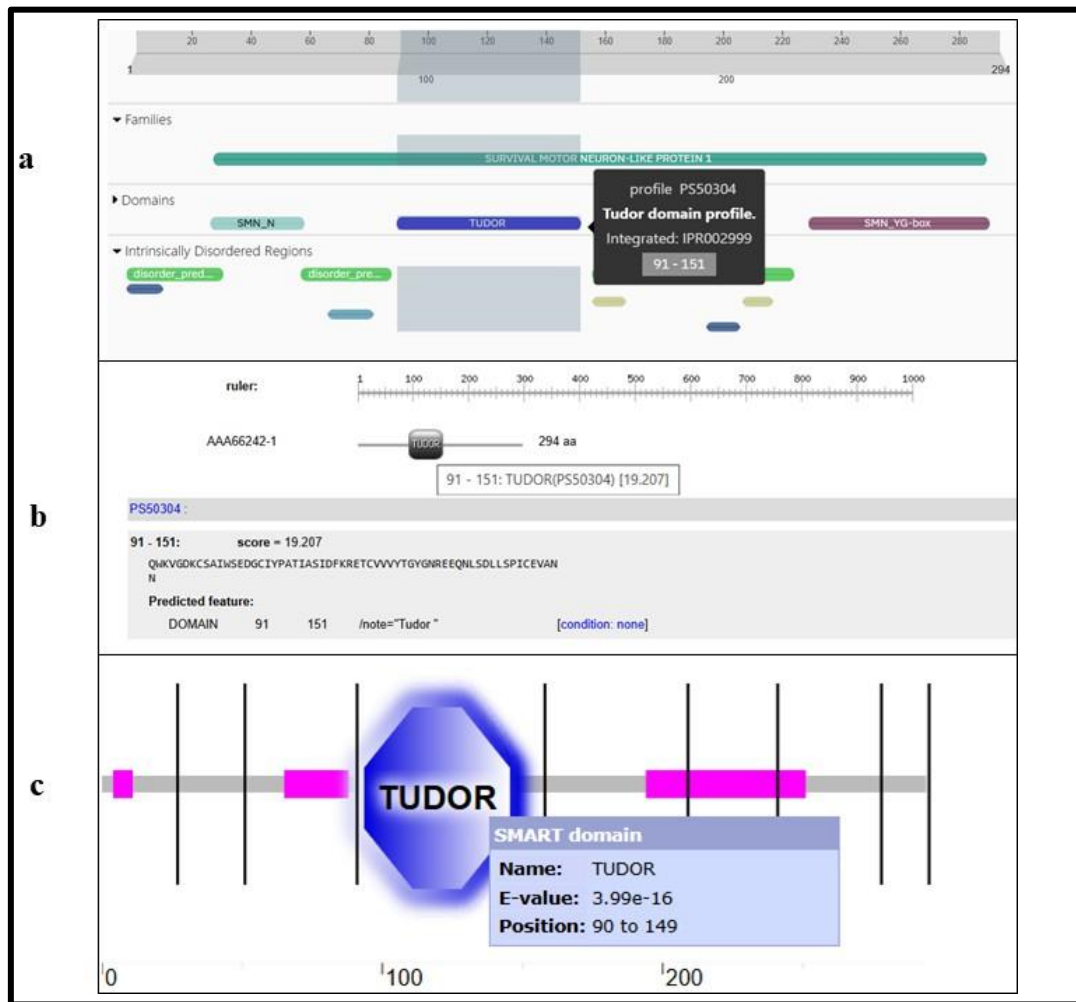 a
20 40 60 80 100 120 140 160 180 200 220 240 260 280
1 100 200 294
Families
SURVIVAL MOTOR NEURON-LIKE PROTEIN 1
Domains
SMN_N TUDOR SMN_YG-box
profile PS50304
Tudor domain profile.
Integrated: IPR002999
91 - 151
Intrinsically Disordered Regions
disorder_pred... disorder_pre...
b
ruler: 1 100 200 300 400 500 600 700 800 900 1000
AAA66242-1 TUDOR 294 aa
91 - 151: TUDOR(PS50304) [19.207]
PS50304 :
91 - 151: score = 19.207
QWKVGDKCSAIWSEDGCIYPATIASIDFKRETCVVVYTGYGNREEQNLSDLLSPICEVAN
N
Predicted feature:
DOMAIN 91 151 /note="Tudor " [condition: none]
c
TUDOR
SMART domain
Name: TUDOR
E-value: 3.99e-16
Position: 90 to 149
0 100 200